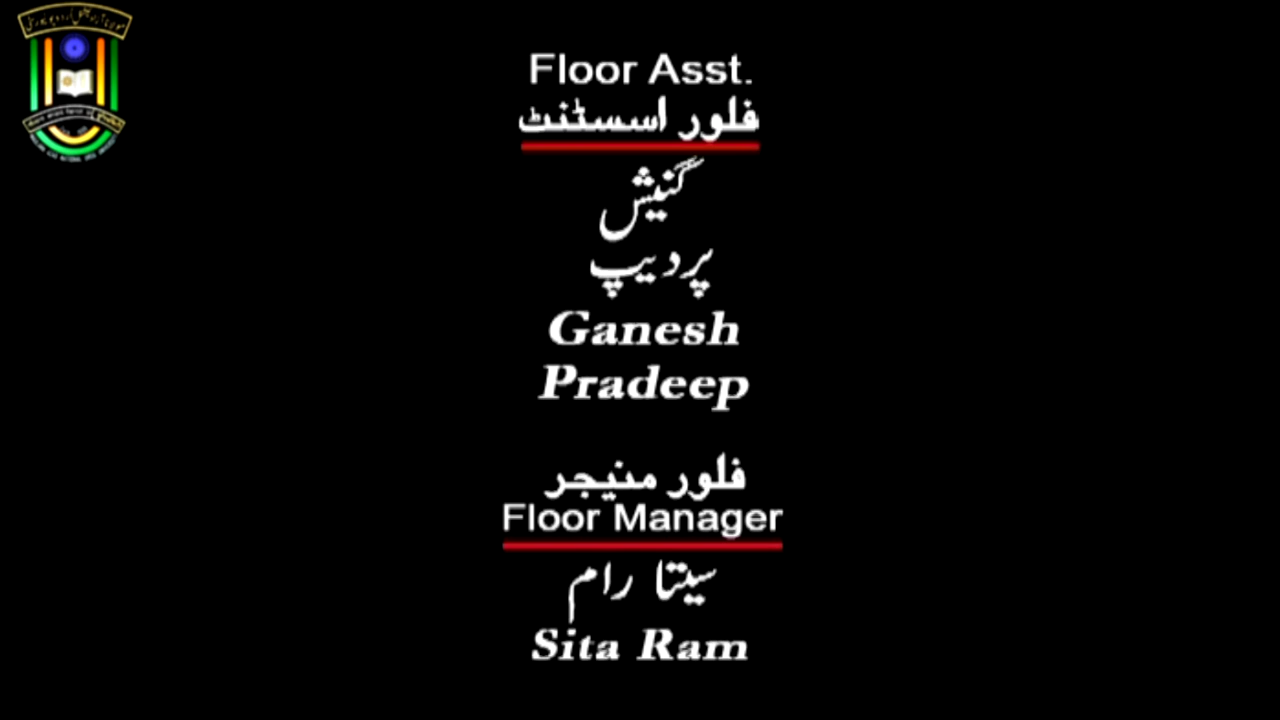 Floor Asst.
فلور اسسٹنٹ
گنیش
پردیپ
Ganesh
Pradeep
فلور منیجر
Floor Manager
سیتا رام
Sita Ram